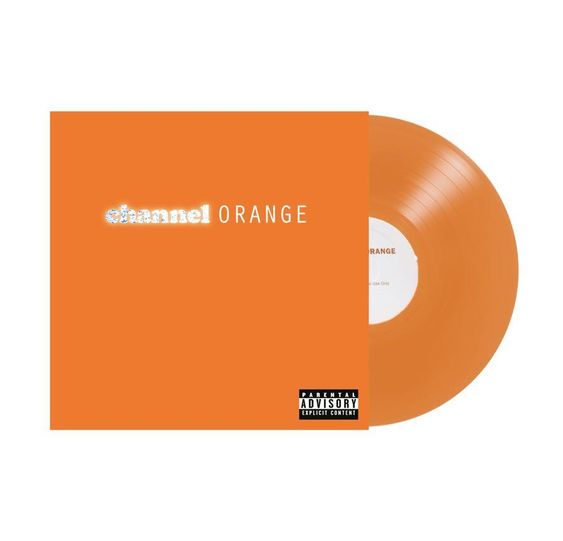 channel ORANGE
ORANGE
PARENTAL
ADVISORY
EXPLICIT CONTENT